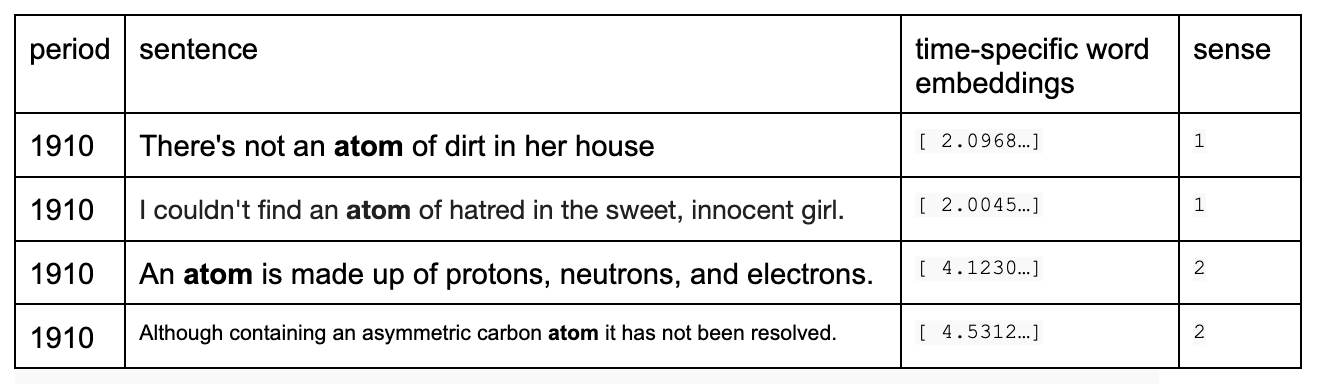 period sentence time-specific word embeddings sense
1910 There's not an atom of dirt in her house [ 2.0968…] 1
1910 I couldn't find an atom of hatred in the sweet, innocent girl. [ 2.0045…] 1
1910 An atom is made up of protons, neutrons, and electrons. [ 4.1230…] 2
1910 Although containing an asymmetric carbon atom it has not been resolved. [ 4.5312…] 2